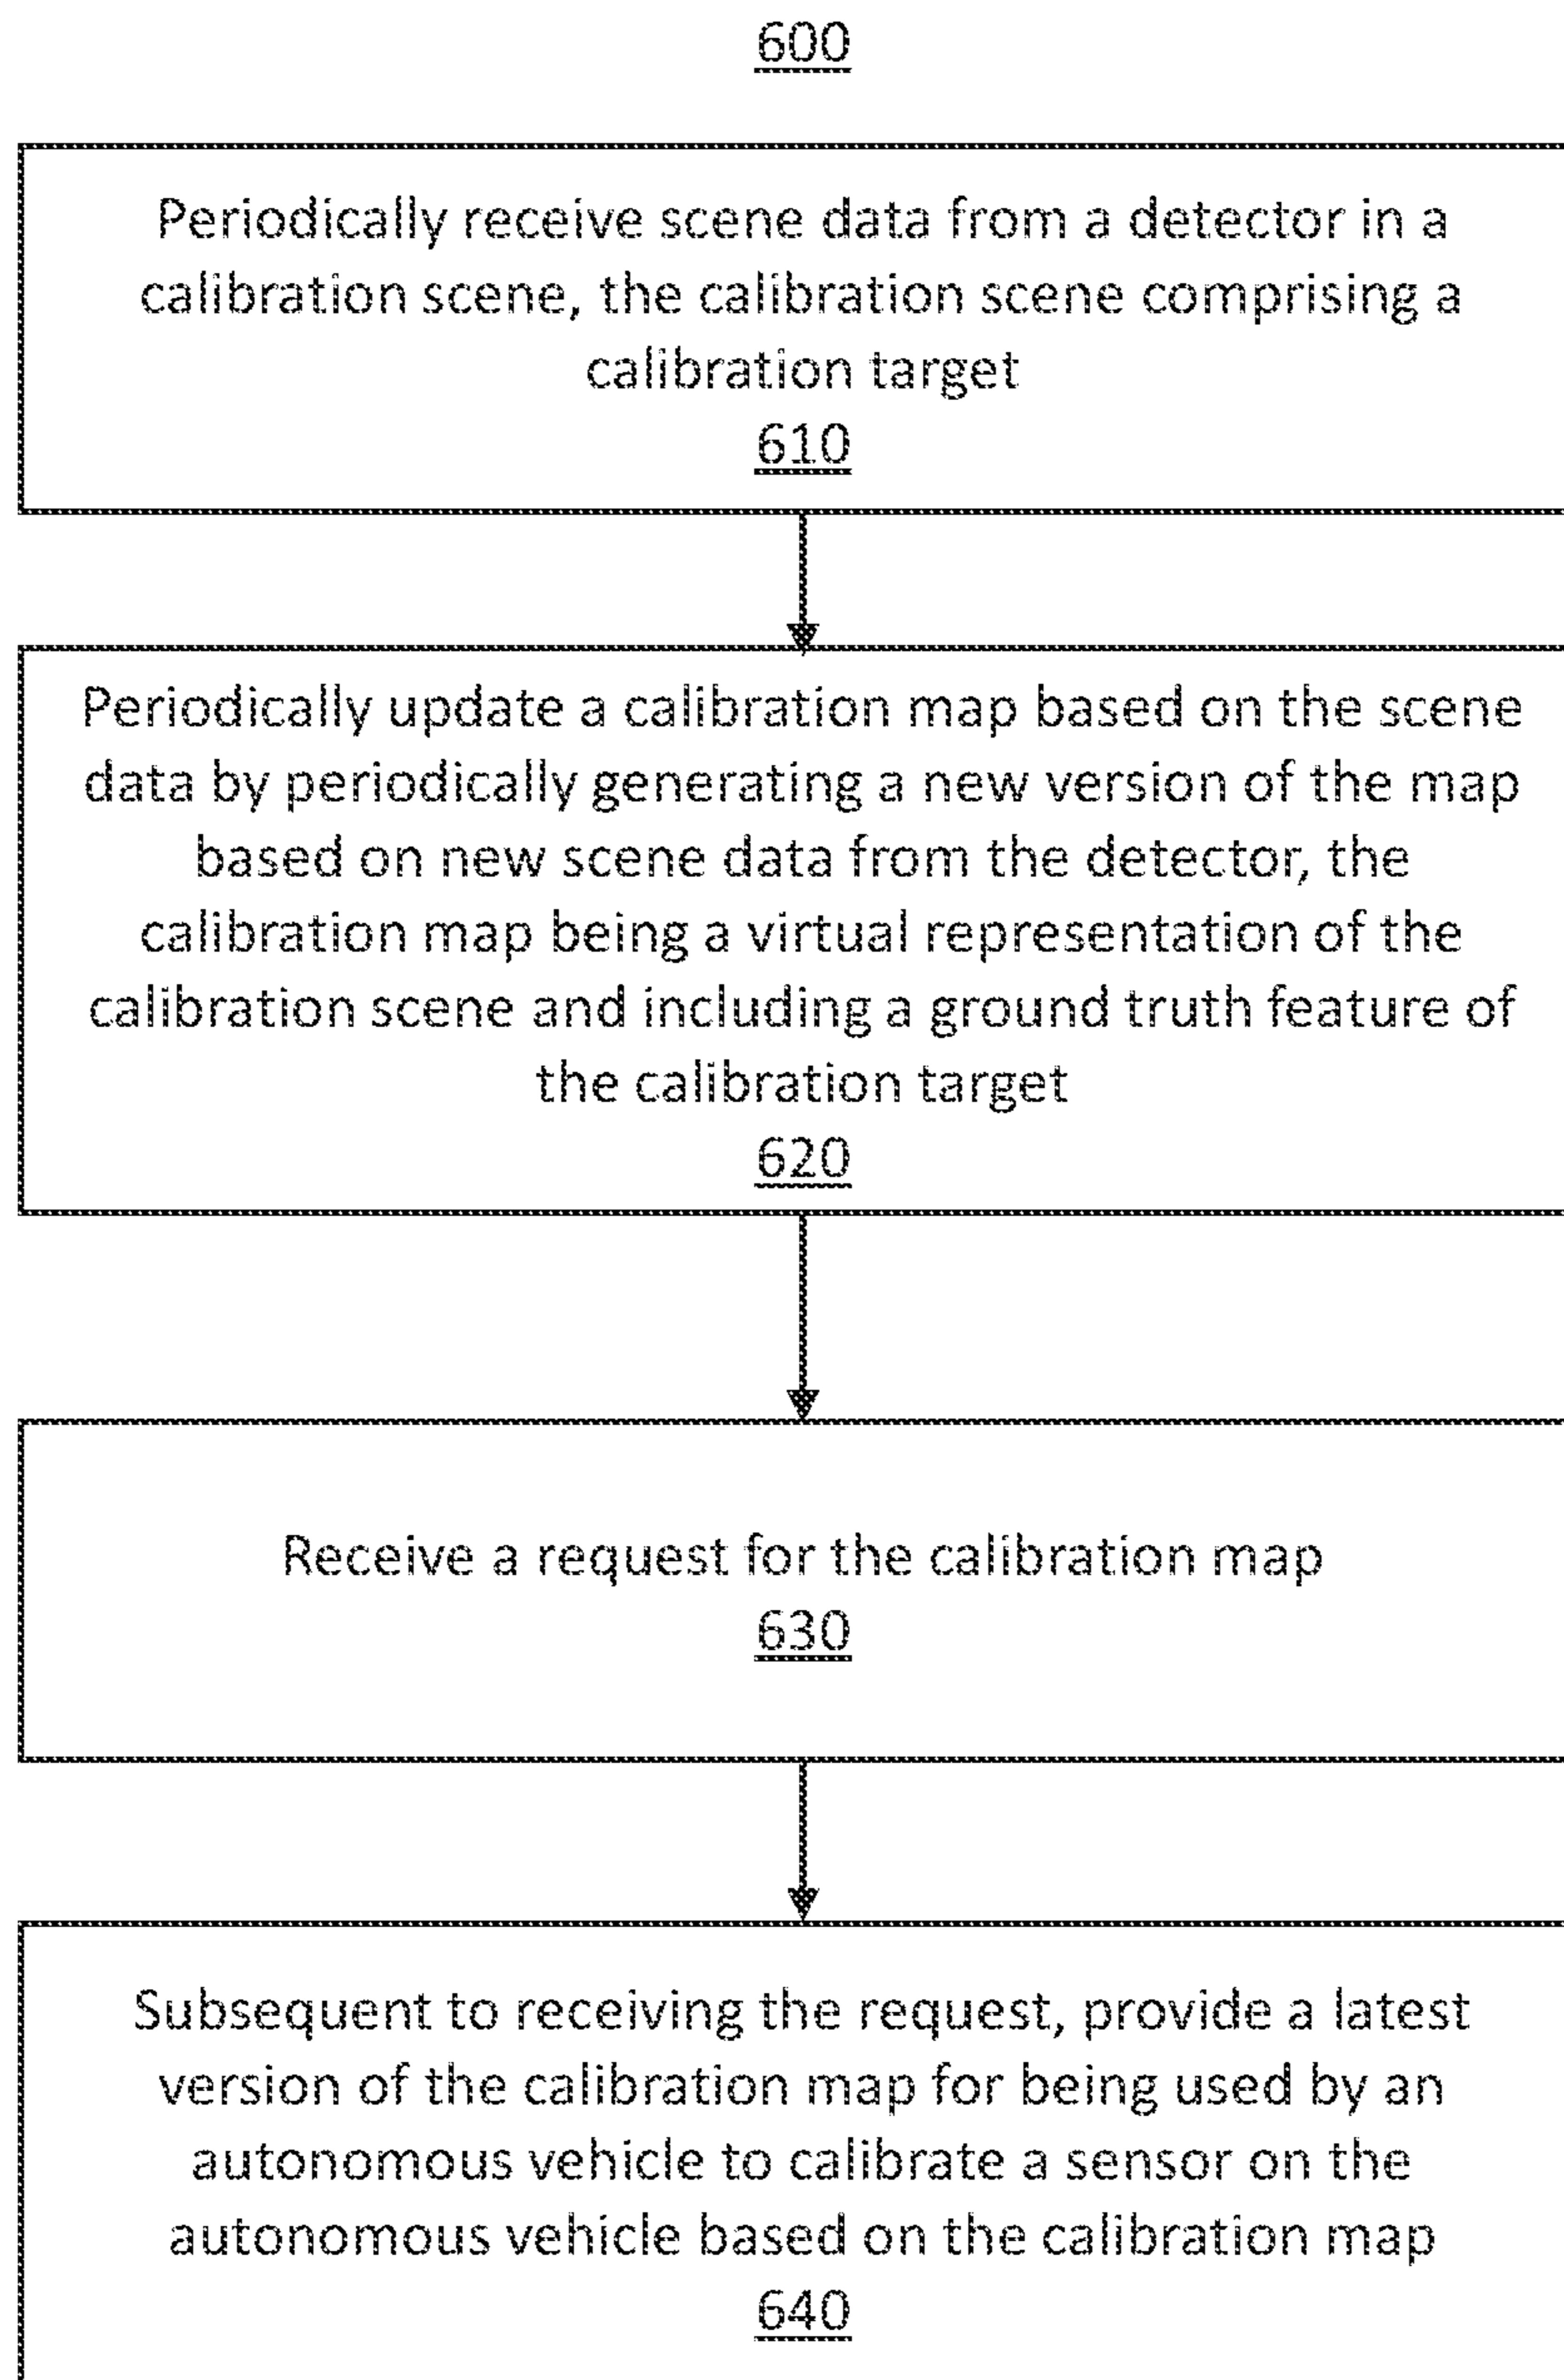 600
Periodically receive scene data from a detector in a
calibration scene, the calibration scene comprising a
calibration target
610
Periodically update a calibration map based on the scene
data by periodically generating a new version of the map
based on new scene data from the detector, the
calibration map being a virtual representation of the
calibration scene and including a ground truth feature of
the calibration target
620
Receive a request for the calibration map
630
Subsequent to receiving the request, provide a latest
version of the calibration map for being used by an
autonomous vehicle to calibrate a sensor on the
autonomous vehicle based on the calibration map
640